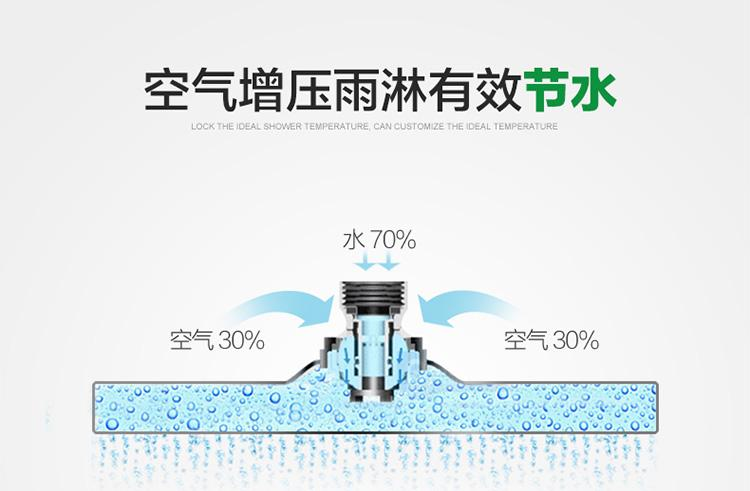 空气增压雨淋有效节水
LOCK THE IDEAL SHOWER TEMPERATURE, CAN CUSTOMIZE THE IDEAL TEMPERATURE
水 70%
空气 30%
空气 30%